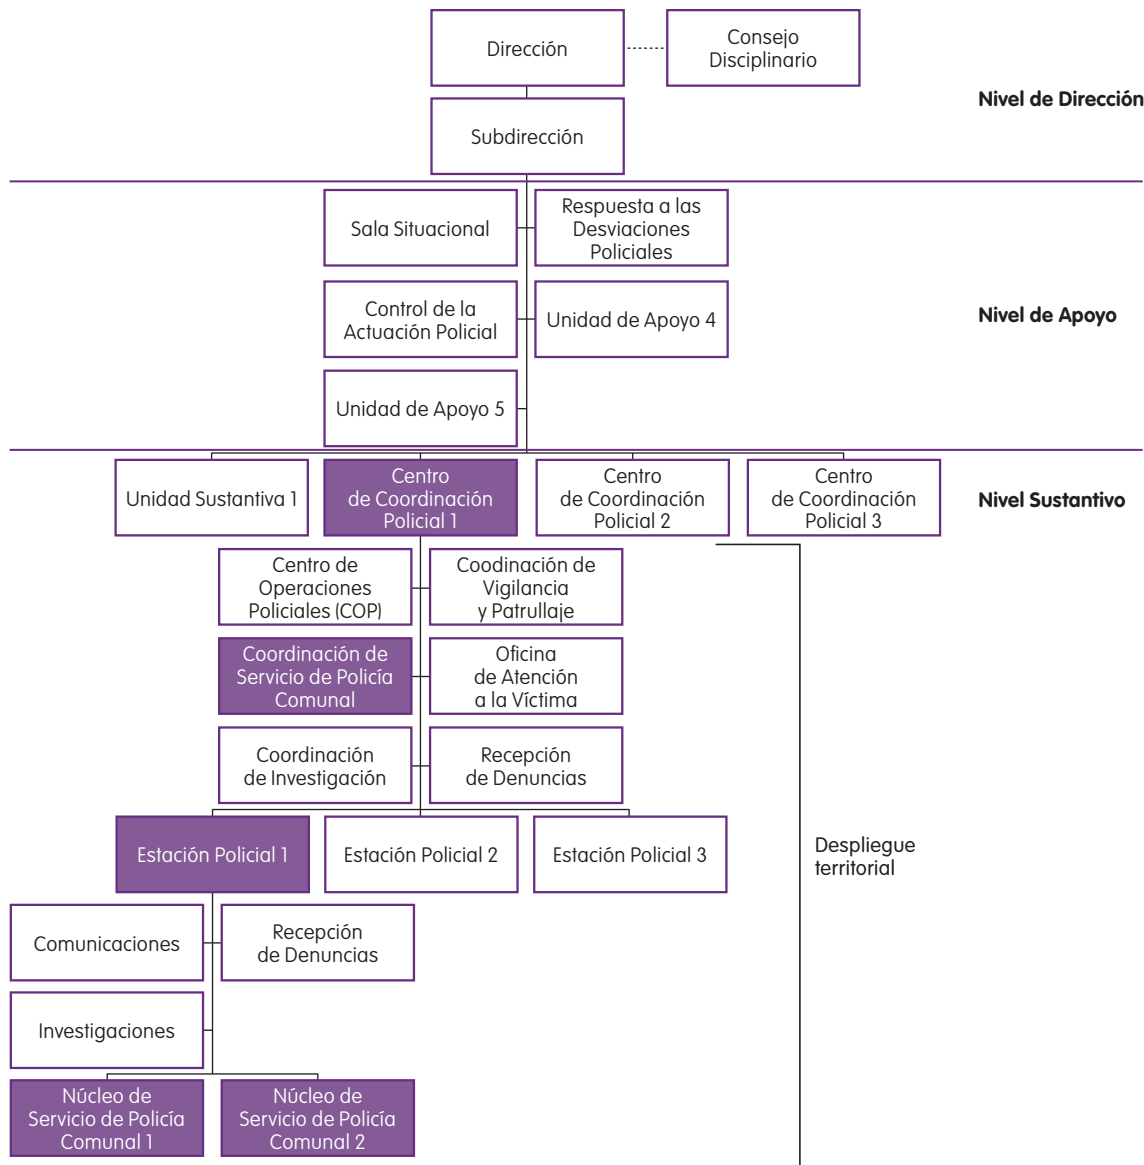 Dirección
Consejo
Disciplinario
Nivel de Dirección
Subdirección
Sala Situacional
Respuesta a las
Desviaciones
Policiales
Control de la
Actuación Policial
Unidad de Apoyo 4
Nivel de Apoyo
Unidad de Apoyo 5
Unidad Sustantiva 1
Centro
de Coordinación
Policial 1
Centro
de Coordinación
Policial 2
Centro
de Coordinación
Policial 3
Nivel Sustantivo
Centro de
Operaciones
Policiales (COP)
Coodinación de
Vigilancia
y Patrullaje
Coordinación de
Servicio de Policía
Comunal
Oficina
de Atención
a la Víctima
Coordinación
de Investigación
Recepción
de Denuncias
Estación Policial 1
Estación Policial 2
Estación Policial 3
Despliegue
territorial
Comunicaciones
Recepción
de Denuncias
Investigaciones
Núcleo de
Servicio de Policía
Comunal 1
Núcleo de
Servicio de Policía
Comunal 2